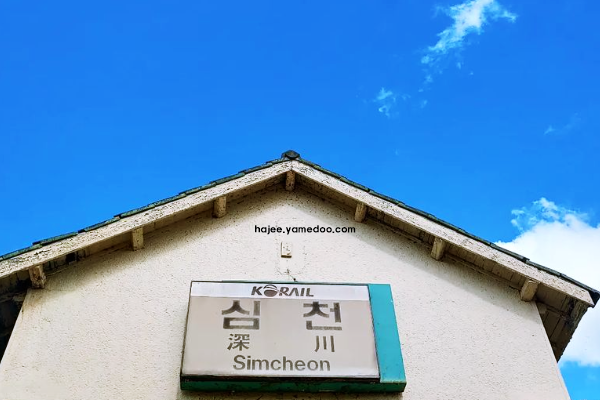 hajee.yamedoo.com
KORAIL
심천
深川
Simcheon